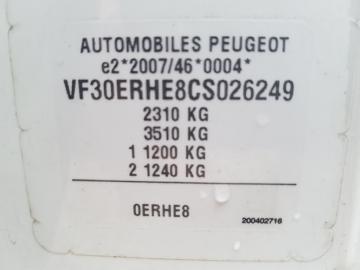 AUTOMOBILES PEUGEOT
e2*2007/46*0004*
VF30ERHE8CS026249
2310 KG
3510 KG
1 1200 KG
2 1240 KG
0ERHE8
200402716